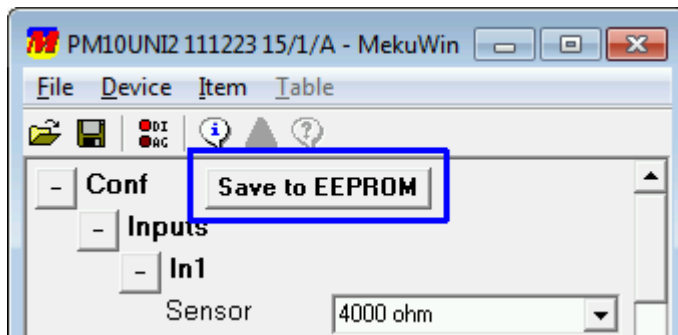 PM10UNI2 111223 15/1/A - MekuWin
File Device Item Table
DI
AG
- Conf Save to EEPROM
- Inputs
- In1
Sensor 4000 ohm